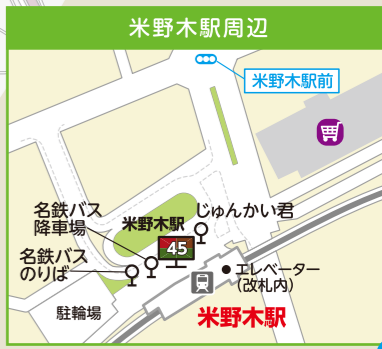 米野木駅周辺
米野木駅前
名鉄バス
降車場
米野木駅
じゅんかい君
45
名鉄バス
のりば
エレベーター
(改札内)
駐輪場
米野木駅